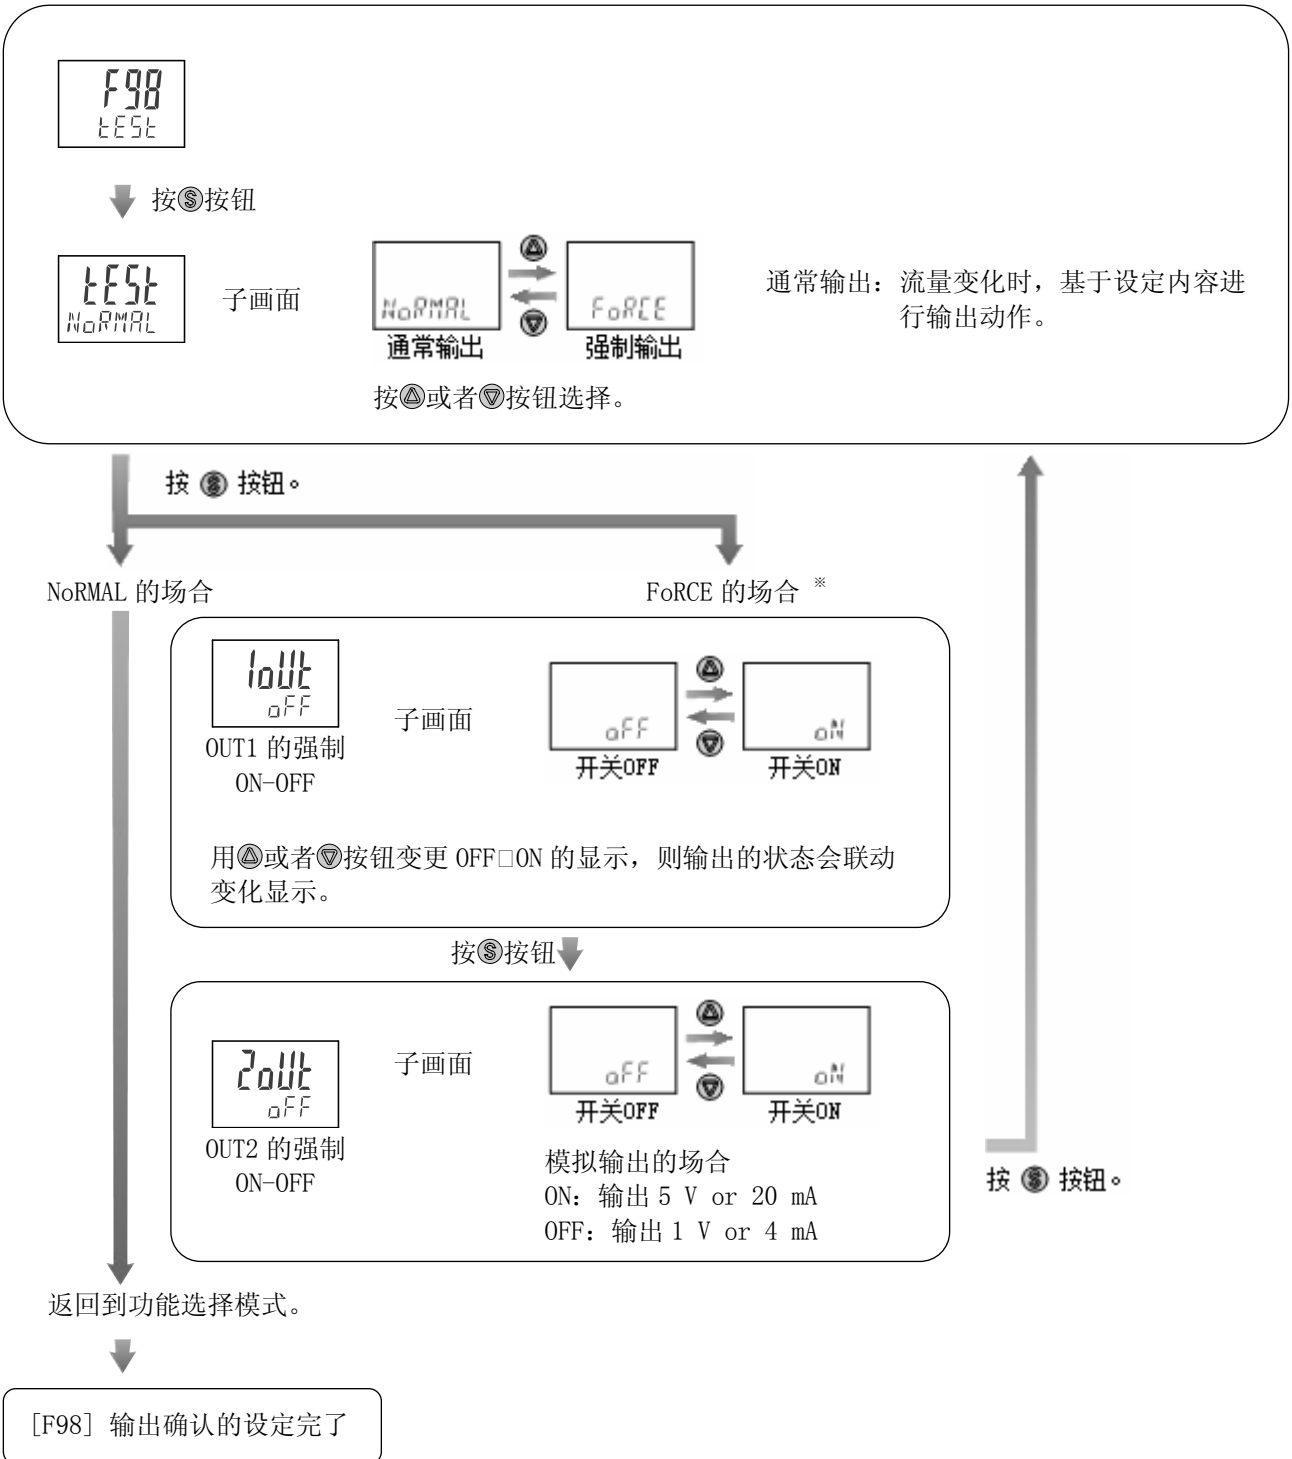 F98
tESt
按Ⓢ按钮
tESt
NoRMAL
子画面
NoRMAL
FoRCE
通常输出
强制输出
通常输出：流量变化时，基于设定内容进
行输出动作。
按△或者▽按钮选择。
按 Ⓢ 按钮。
NoRMAL 的场合
FoRCE 的场合 ※
1oUt
oFF
OUT1 的强制
ON-OFF
子画面
oFF
oN
开关OFF
开关ON
用△或者▽按钮变更 OFF□ON 的显示，则输出的状态会联动
变化显示。
按Ⓢ按钮
2oUt
oFF
OUT2 的强制
ON-OFF
子画面
oFF
oN
开关OFF
开关ON
模拟输出的场合
ON：输出 5 V or 20 mA
OFF：输出 1 V or 4 mA
按 Ⓢ 按钮。
返回到功能选择模式。
[F98] 输出确认的设定完了